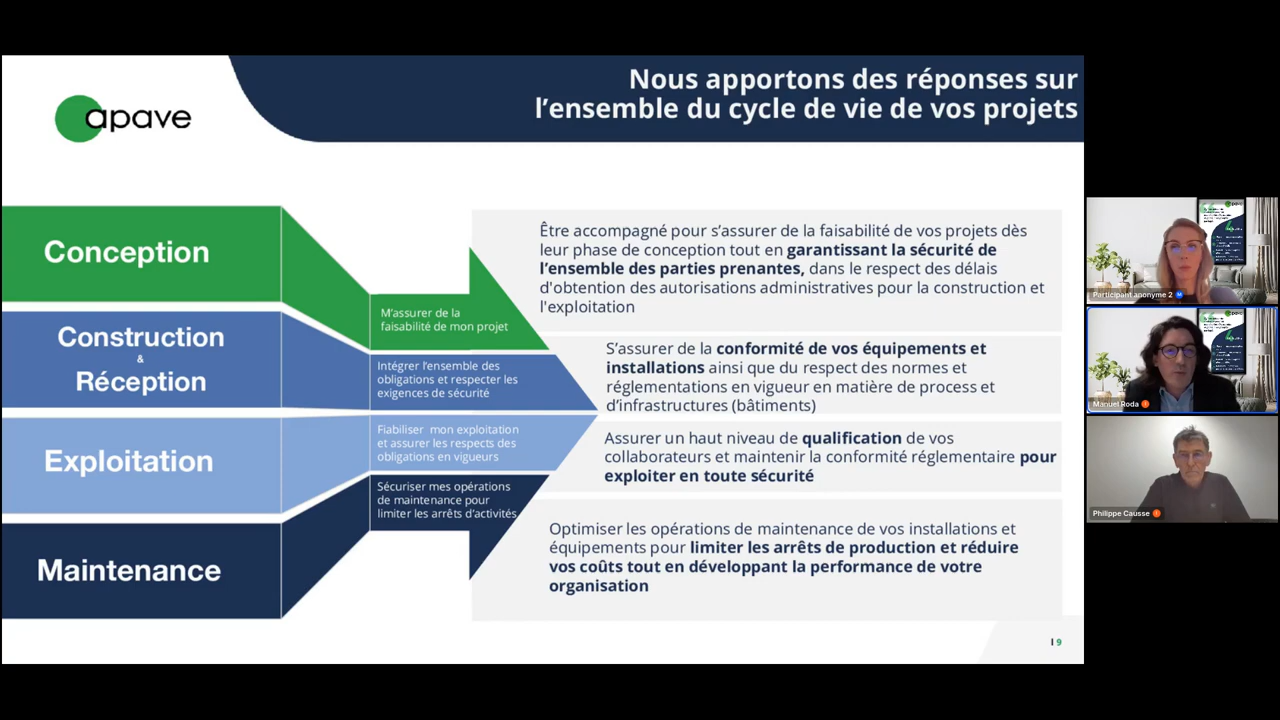 apave
Nous apportons des réponses sur
l’ensemble du cycle de vie de vos projets
Conception
Construction
&
Réception
Exploitation
Maintenance
M’assurer de la
faisabilité de mon projet
Intégrer l’ensemble des
obligations et respecter les
exigences de sécurité
Fiabiliser mon exploitation
et assurer les respects des
obligations en vigueurs
Sécuriser mes opérations
de maintenance pour
limiter les arrêts d’activités
Être accompagné pour s’assurer de la faisabilité de vos projets dès
leur phase de conception tout en garantissant la sécurité de
l’ensemble des parties prenantes, dans le respect des délais
d'obtention des autorisations administratives pour la construction et
l'exploitation
S’assurer de la conformité de vos équipements et
installations ainsi que du respect des normes et
réglementations en vigueur en matière de process et
d’infrastructures (bâtiments)
Assurer un haut niveau de qualification de vos
collaborateurs et maintenir la conformité réglementaire pour
exploiter en toute sécurité
Optimiser les opérations de maintenance de vos installations et
équipements pour limiter les arrêts de production et réduire
vos coûts tout en développant la performance de votre
organisation
I 9
Participant anonyme 2
Manuel Roda
Philippe Causse